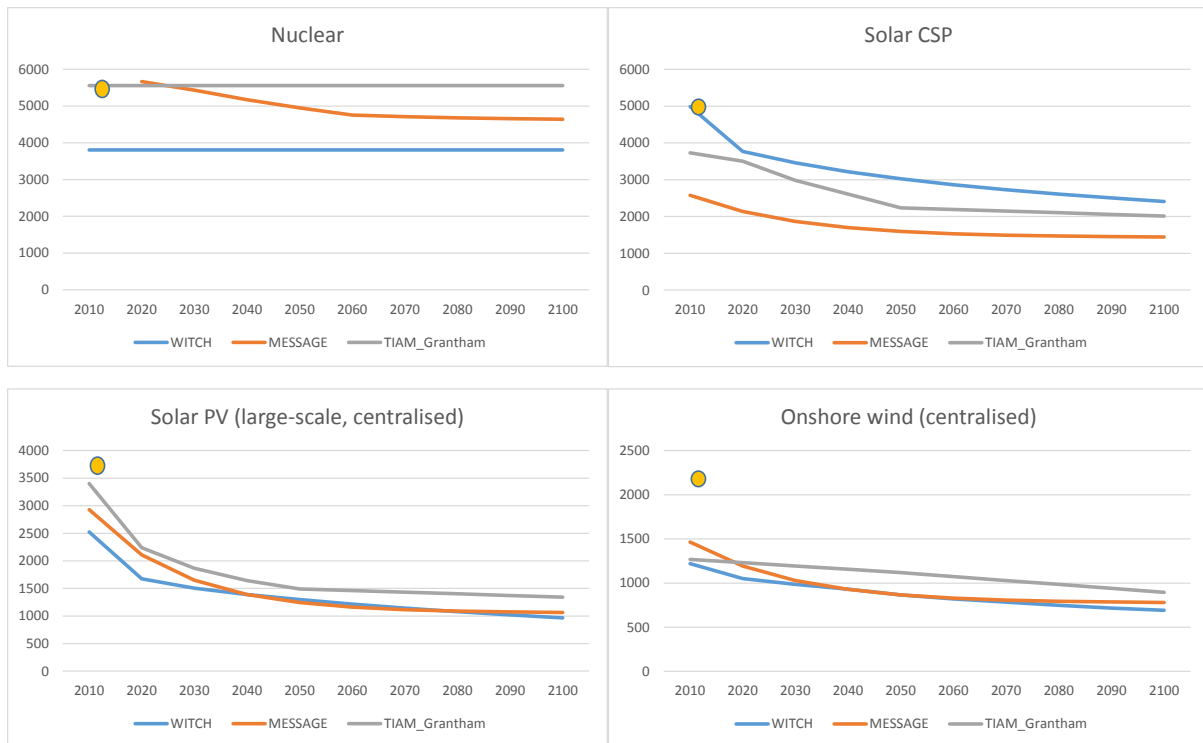 Nuclear
6000
5000
4000
3000
2000
1000
0
2010 2020 2030 2040 2050 2060 2070 2080 2090 2100
WITCH MESSAGE TIAM_Grantham
Solar CSP
6000
5000
4000
3000
2000
1000
0
2010 2020 2030 2040 2050 2060 2070 2080 2090 2100
WITCH MESSAGE TIAM_Grantham
Solar PV (large-scale, centralised)
4000
3500
3000
2500
2000
1500
1000
500
0
2010 2020 2030 2040 2050 2060 2070 2080 2090 2100
WITCH MESSAGE TIAM_Grantham
Onshore wind (centralised)
2500
2000
1500
1000
500
0
2010 2020 2030 2040 2050 2060 2070 2080 2090 2100
WITCH MESSAGE TIAM_Grantham